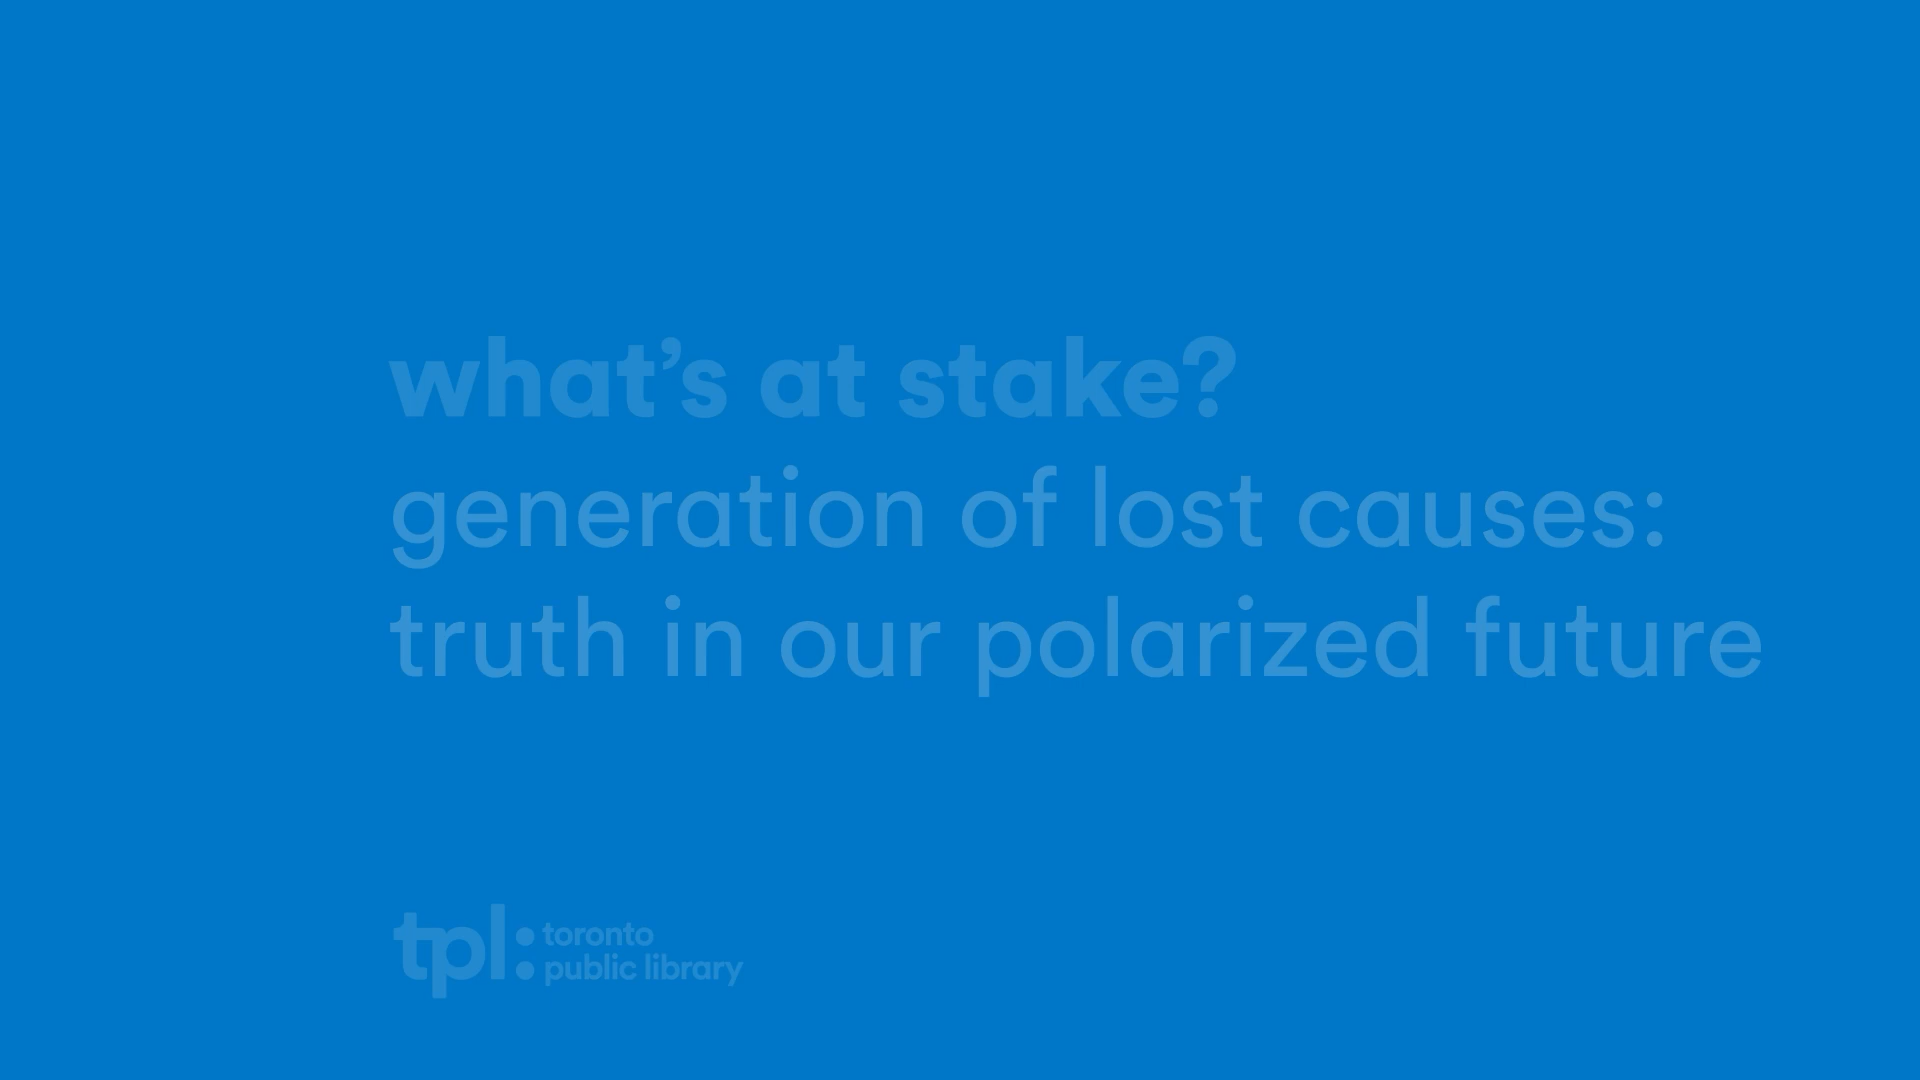 what’s at stake?
generation of lost causes:
truth in our polarized future
tpl: toronto
public library